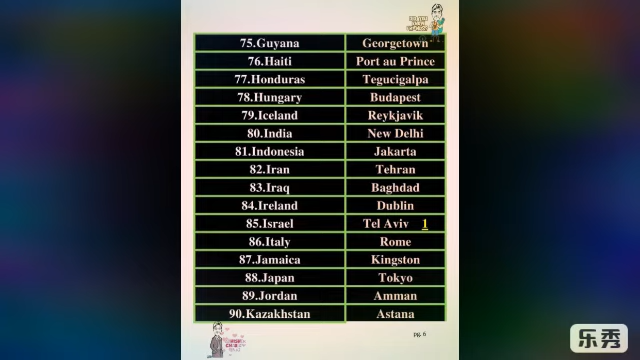 75.Guyana Georgetown
76.Haiti Port au Prince
77.Honduras Tegucigalpa
78.Hungary Budapest
79.Iceland Reykjavik
80.India New Delhi
81.Indonesia Jakarta
82.Iran Tehran
83.Iraq Baghdad
84.Ireland Dublin
85.Israel Tel Aviv 1
86.Italy Rome
87.Jamaica Kingston
88.Japan Tokyo
89.Jordan Amman
90.Kazakhstan Astana
乐秀